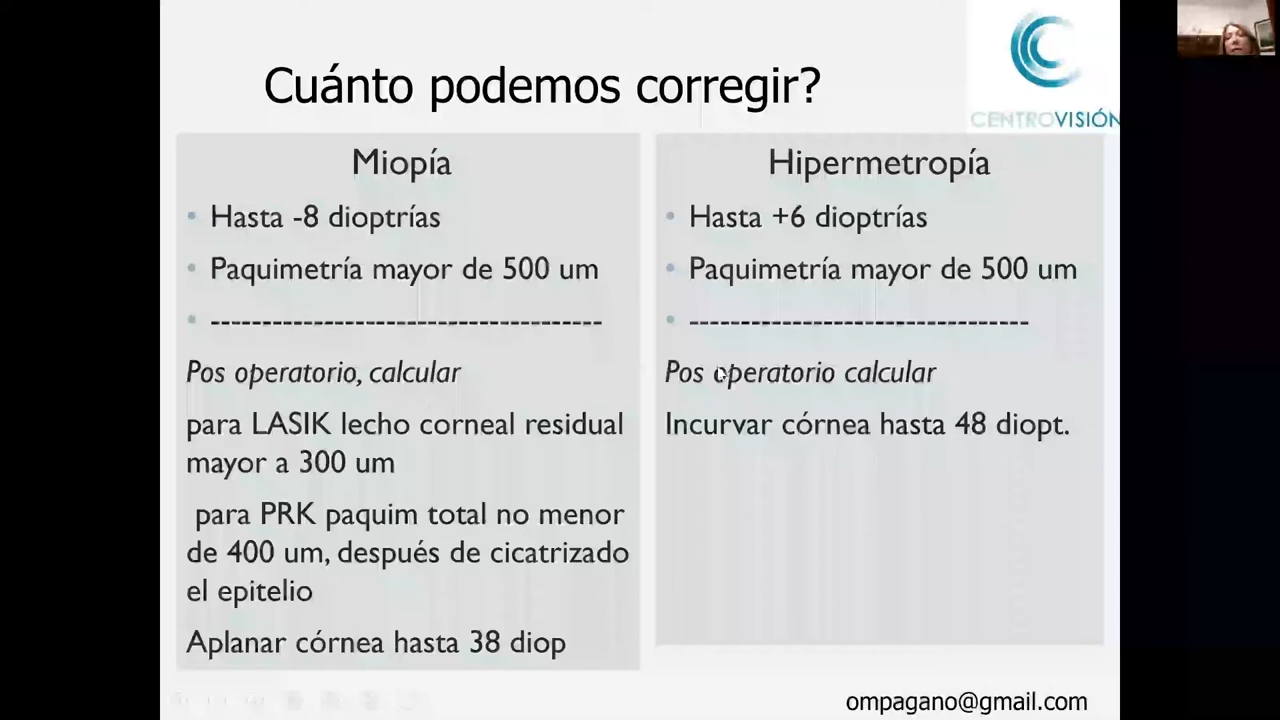 Cuánto podemos corregir?
CENTROVISIÓN
Miopía
• Hasta -8 dioptrías
• Paquimetría mayor de 500 um
• --------------------------------------
Pos operatorio, calcular
para LASIK lecho corneal residual
mayor a 300 um
para PRK paquim total no menor
de 400 um, después de cicatrizado
el epitelio
Aplanar córnea hasta 38 diop
Hipermetropía
• Hasta +6 dioptrías
• Paquimetría mayor de 500 um
• ---------------------------------
Pos operatorio calcular
Incurvar córnea hasta 48 diopt.
ompagano@gmail.com